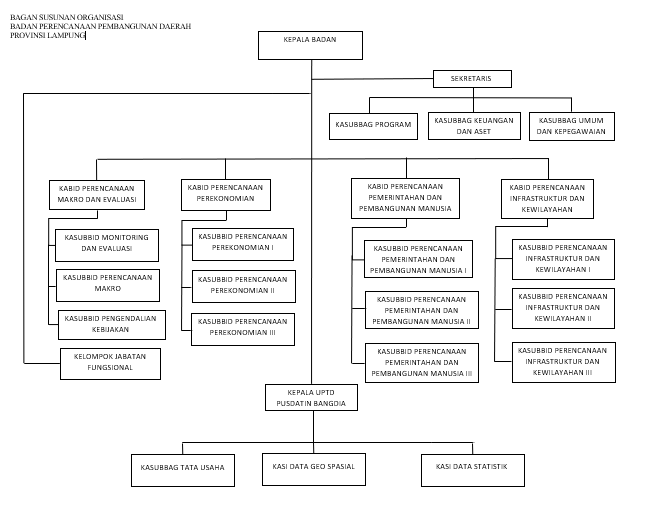 BAGAN SUSUNAN ORGANISASI
BADAN PERENCANAAN PEMBANGUNAN DAERAH
PROVINSI LAMPUNG
KEPALA BADAN
SEKRETARIS
KASUBBAG PROGRAM
KASUBBAG KEUANGAN
DAN ASET
KASUBBAG UMUM
DAN KEPEGAWAIAN
KABID PERENCANAAN
MAKRO DAN EVALUASI
KASUBBID MONITORING
DAN EVALUASI
KASUBBID PERENCANAAN
MAKRO
KASUBBID PENGENDALIAN
KEBIJAKAN
KELOMPOK JABATAN
FUNGSIONAL
KABID PERENCANAAN
PEREKONOMIAN
KASUBBID PERENCANAAN
PEREKONOMIAN I
KASUBBID PERENCANAAN
PEREKONOMIAN II
KASUBBID PERENCANAAN
PEREKONOMIAN III
KABID PERENCANAAN
PEMERINTAHAN DAN
PEMBANGUNAN MANUSIA
KASUBBID PERENCANAAN
PEMERINTAHAN DAN
PEMBANGUNAN MANUSIA I
KASUBBID PERENCANAAN
PEMERINTAHAN DAN
PEMBANGUNAN MANUSIA II
KASUBBID PERENCANAAN
PEMERINTAHAN DAN
PEMBANGUNAN MANUSIA III
KABID PERENCANAAN
INFRASTRUKTUR DAN
KEWILAYAHAN
KASUBBID PERENCANAAN
INFRASTRUKTUR DAN
KEWILAYAHAN I
KASUBBID PERENCANAAN
INFRASTRUKTUR DAN
KEWILAYAHAN II
KASUBBID PERENCANAAN
INFRASTRUKTUR DAN
KEWILAYAHAN III
KEPALA UPTD
PUSDATIN BANGDA
KASUBBAG TATA USAHA
KASI DATA GEO SPASIAL
KASI DATA STATISTIK